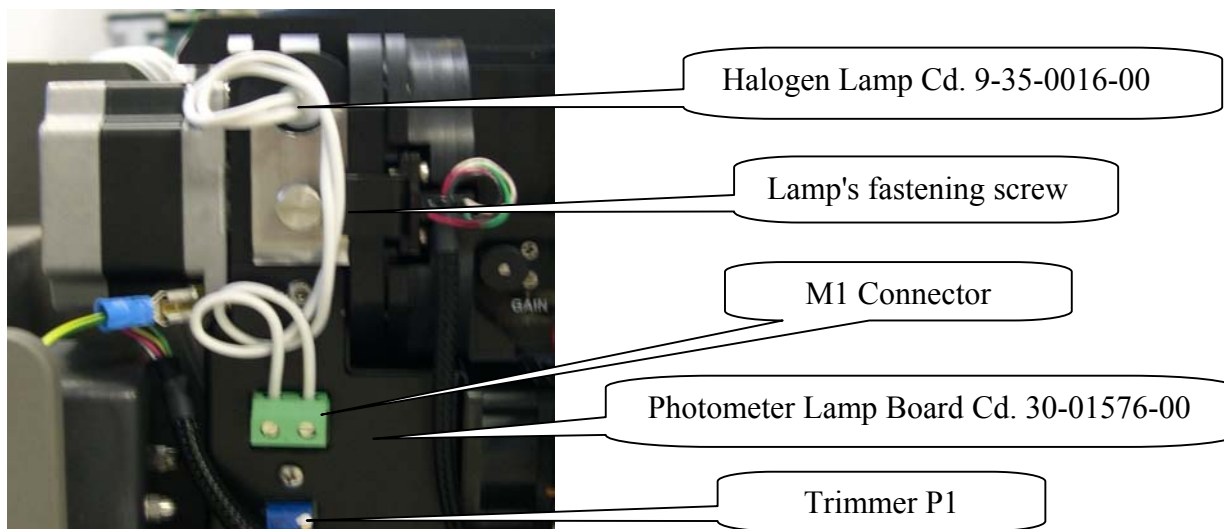 Halogen Lamp Cd. 9-35-0016-00
Lamp's fastening screw
GAIN
M1 Connector
Photometer Lamp Board Cd. 30-01576-00
Trimmer P1